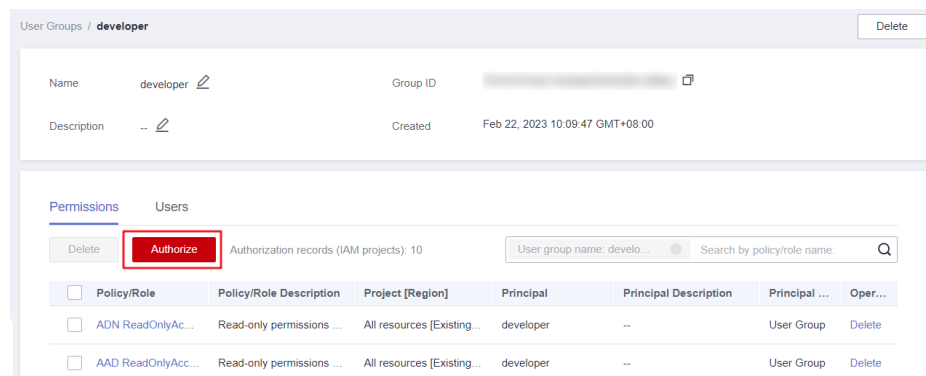 User Groups / developer
Delete
Name developer Group ID
Description -- Created Feb 22, 2023 10:09:47 GMT+08:00
Permissions Users
Delete Authorize Authorization records (IAM projects): 10 User group name: develo... Search by policy/role name.
Policy/Role Policy/Role Description Project [Region] Principal Principal Description Principal ... Oper...
ADN ReadOnlyAc... Read-only permissions ... All resources [Existing... developer -- User Group Delete
AAD ReadOnlyAcc... Read-only permissions ... All resources [Existing... developer -- User Group Delete